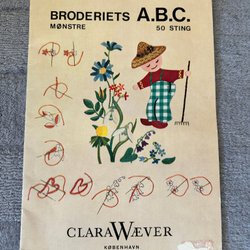 BRODERIETS A.B.C.
MØNSTRE 50 STING
CLARA WÆVER
KØBENHAVN